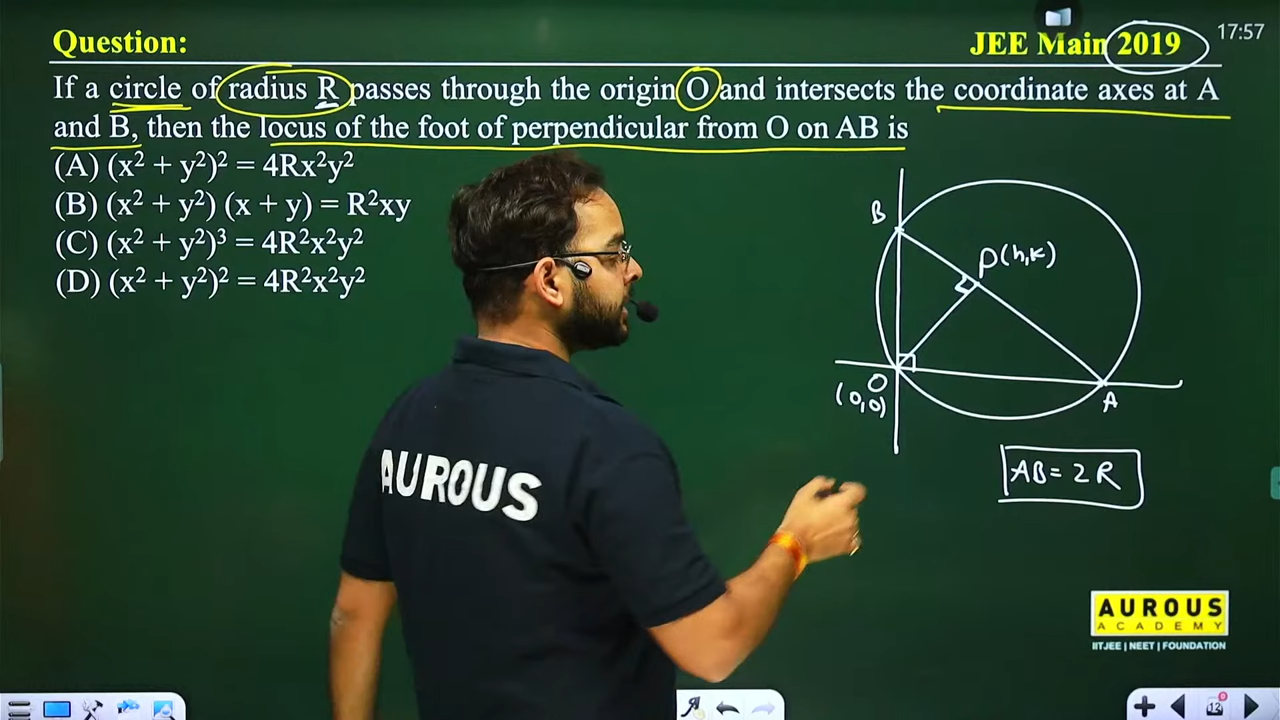 Question:
JEE Main 2019
17:57
If a circle of radius R passes through the origin O and intersects the coordinate axes at A
and B, then the locus of the foot of perpendicular from O on AB is
(A) (x² + y²)² = 4Rx²y²
(B) (x² + y²) (x + y) = R²xy
(C) (x² + y²)³ = 4R²x²y²
(D) (x² + y²)² = 4R²x²y²
B
P(h,k)
O
(0,0)
A
AB = 2R
AUROUS
AUROUS
ACADEMY
IITJEE | NEET | FOUNDATION
12